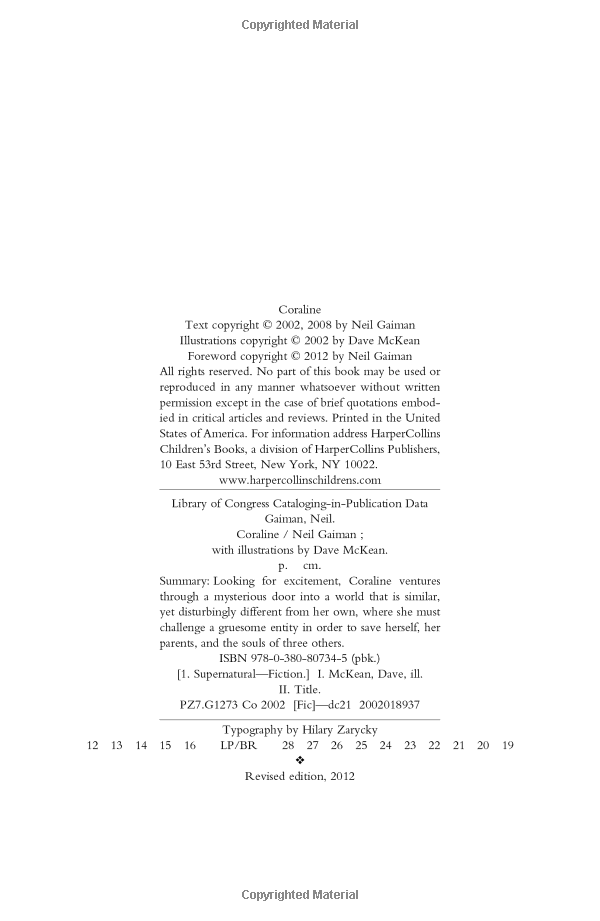 Copyrighted Material
Coraline
Text copyright © 2002, 2008 by Neil Gaiman
Illustrations copyright © 2002 by Dave McKean
Foreword copyright © 2012 by Neil Gaiman
All rights reserved. No part of this book may be used or
reproduced in any manner whatsoever without written
permission except in the case of brief quotations embod-
ied in critical articles and reviews. Printed in the United
States of America. For information address HarperCollins
Children's Books, a division of HarperCollins Publishers,
10 East 53rd Street, New York, NY 10022.
www.harpercollinschildrens.com
Library of Congress Cataloging-in-Publication Data
Gaiman, Neil.
Coraline / Neil Gaiman ;
with illustrations by Dave McKean.
p. cm.
Summary: Looking for excitement, Coraline ventures
through a mysterious door into a world that is similar,
yet disturbingly different from her own, where she must
challenge a gruesome entity in order to save herself, her
parents, and the souls of three others.
ISBN 978-0-380-80734-5 (pbk.)
[1. Supernatural—Fiction.] I. McKean, Dave, ill.
II. Title.
PZ7.G1273 Co 2002 [Fic]—dc21 2002018937
Typography by Hilary Zarycky
12 13 14 15 16 LP/BR 28 27 26 25 24 23 22 21 20 19
❖
Revised edition, 2012
Copyrighted Material